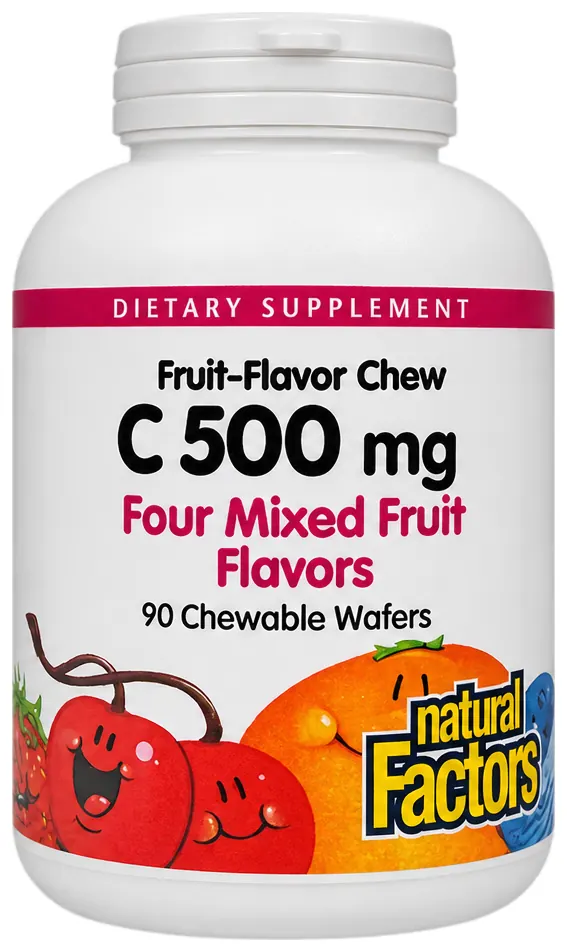 DIETARY SUPPLEMENT
Fruit-Flavor Chew
C 500 mg
Four Mixed Fruit
Flavors
90 Chewable Wafers
natural
Factors